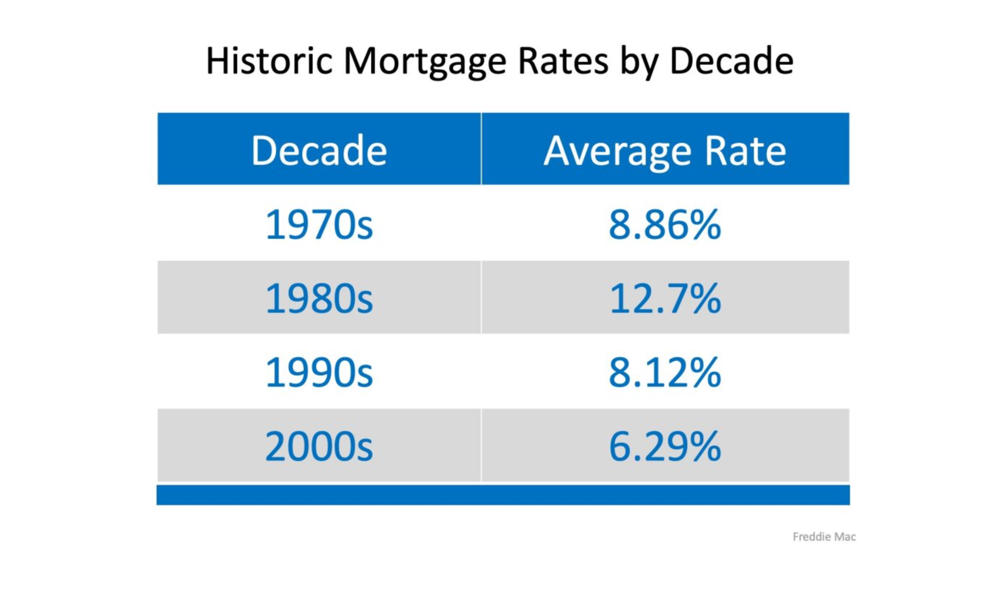 Historic Mortgage Rates by Decade
Decade Average Rate
1970s 8.86%
1980s 12.7%
1990s 8.12%
2000s 6.29%
Freddie Mac